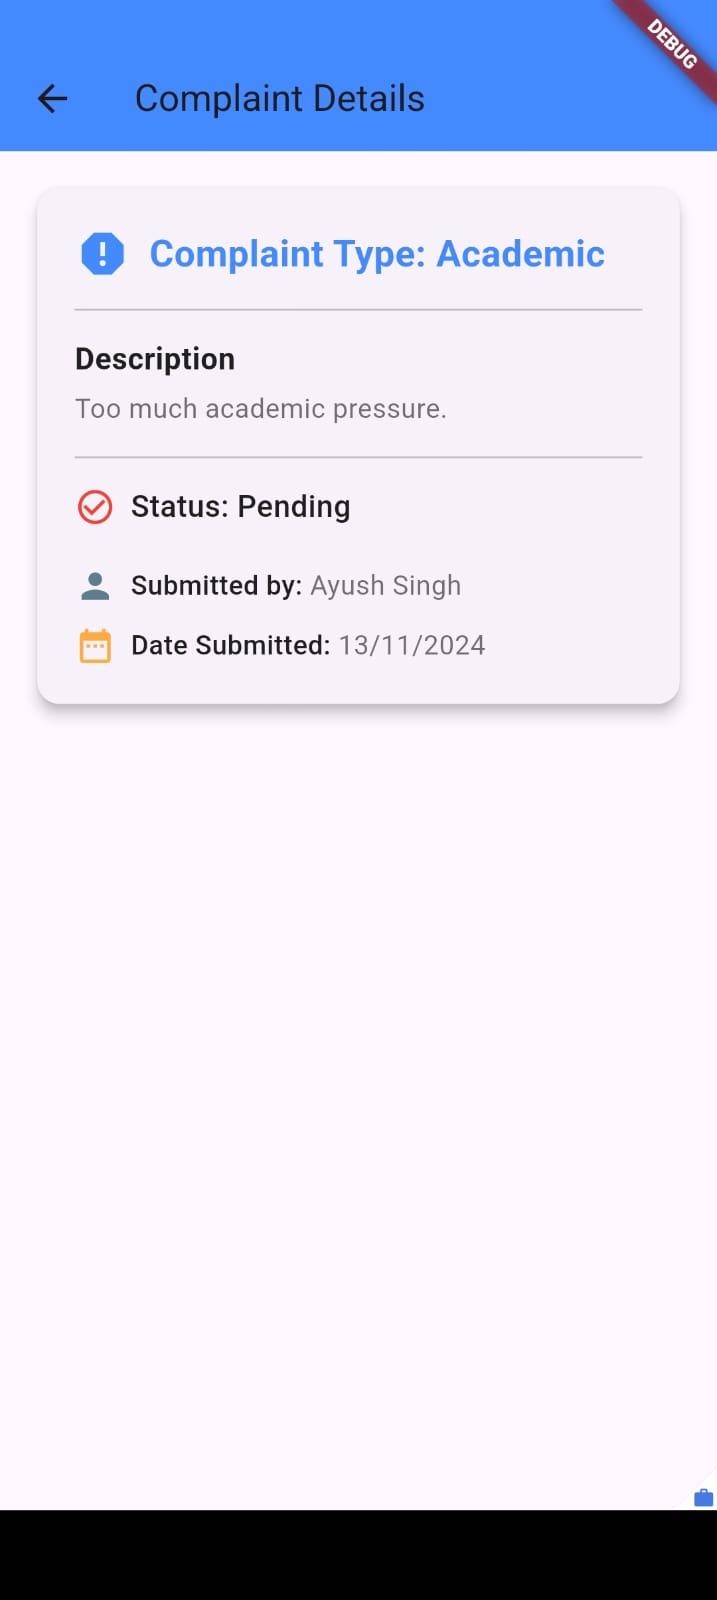 DEBUG
Complaint Details
Complaint Type: Academic
Description
Too much academic pressure.
Status: Pending
Submitted by: Ayush Singh
Date Submitted: 13/11/2024